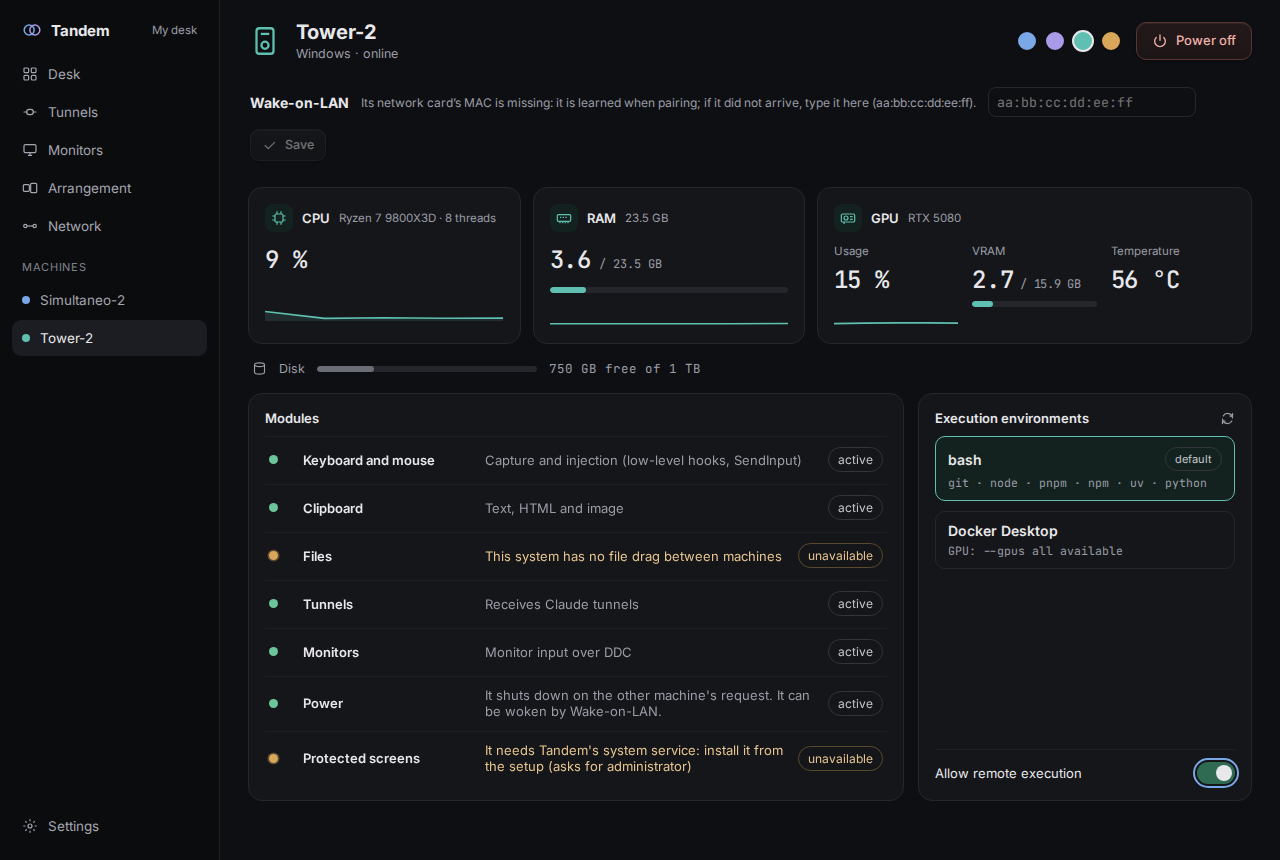 Tandem
My desk
Desk
Tunnels
Monitors
Arrangement
Network
MACHINES
Simultaneo-2
Tower-2
Settings
Tower-2
Windows · online
Power off
Wake-on-LAN
Its network card's MAC is missing: it is learned when pairing; if it did not arrive, type it here (aa:bb:cc:dd:ee:ff).
aa:bb:cc:dd:ee:ff
Save
CPU Ryzen 7 9800X3D · 8 threads
9 %
RAM 23.5 GB
3.6 / 23.5 GB
GPU RTX 5080
Usage
15 %
VRAM
2.7 / 15.9 GB
Temperature
56 °C
Disk
750 GB free of 1 TB
Modules
Keyboard and mouse Capture and injection (low-level hooks, SendInput) active
Clipboard Text, HTML and image active
Files This system has no file drag between machines unavailable
Tunnels Receives Claude tunnels active
Monitors Monitor input over DDC active
Power It shuts down on the other machine's request. It can
be woken by Wake-on-LAN. active
Protected screens It needs Tandem's system service: install it from
the setup (asks for administrator) unavailable
Execution environments
bash default
git · node · pnpm · npm · uv · python
Docker Desktop
GPU: --gpus all available
Allow remote execution